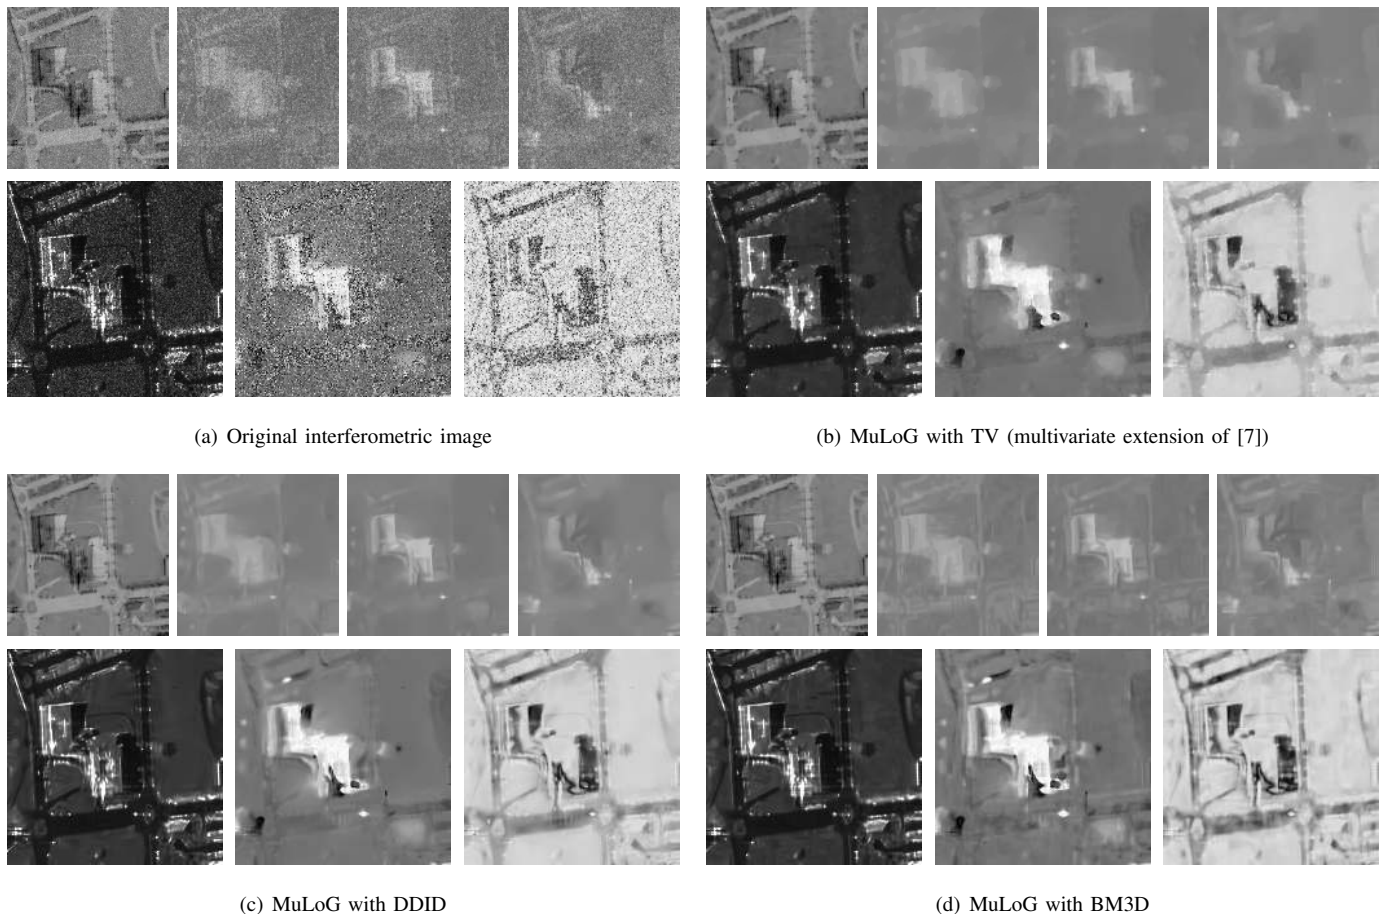 (a) Original interferometric image
(b) MuLoG with TV (multivariate extension of [7])
(c) MuLoG with DDID
(d) MuLoG with BM3D